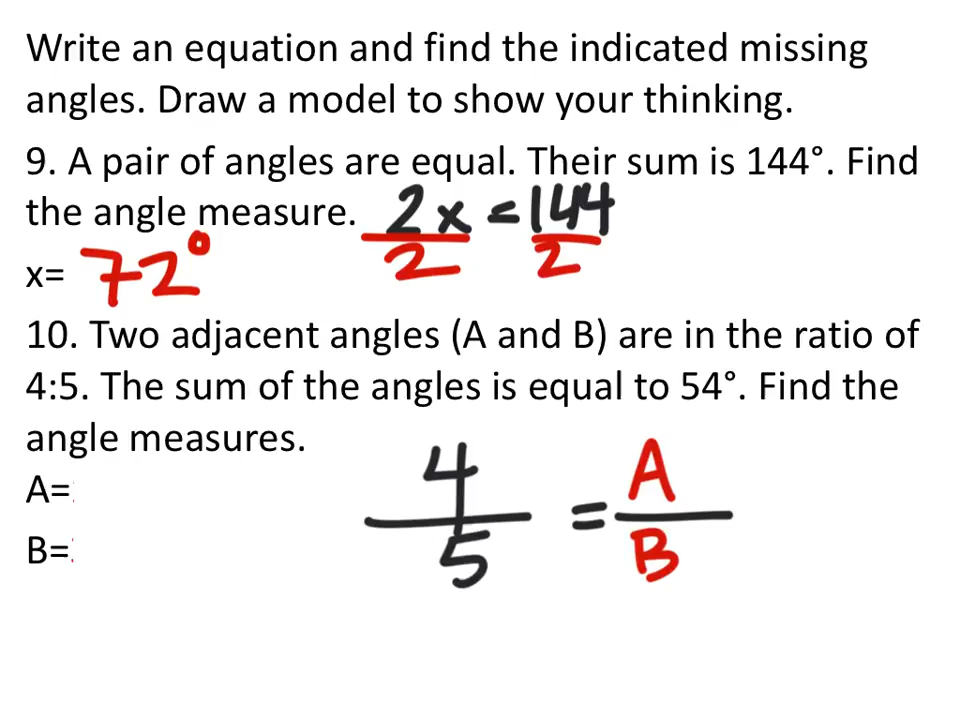 Write an equation and find the indicated missing
angles. Draw a model to show your thinking.
9. A pair of angles are equal. Their sum is 144°. Find
the angle measure. 2x = 144
2 2
x= 72°
10. Two adjacent angles (A and B) are in the ratio of
4:5. The sum of the angles is equal to 54°. Find the
angle measures.
4 = A
5 B
A=
B=